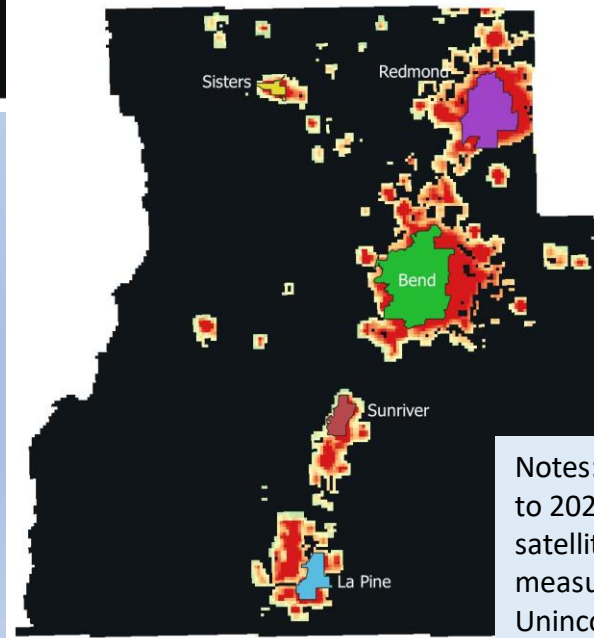 Sisters
Redmond
Bend
Sunriver
La Pine
Notes:
to 202
satellit
measu
Uninco